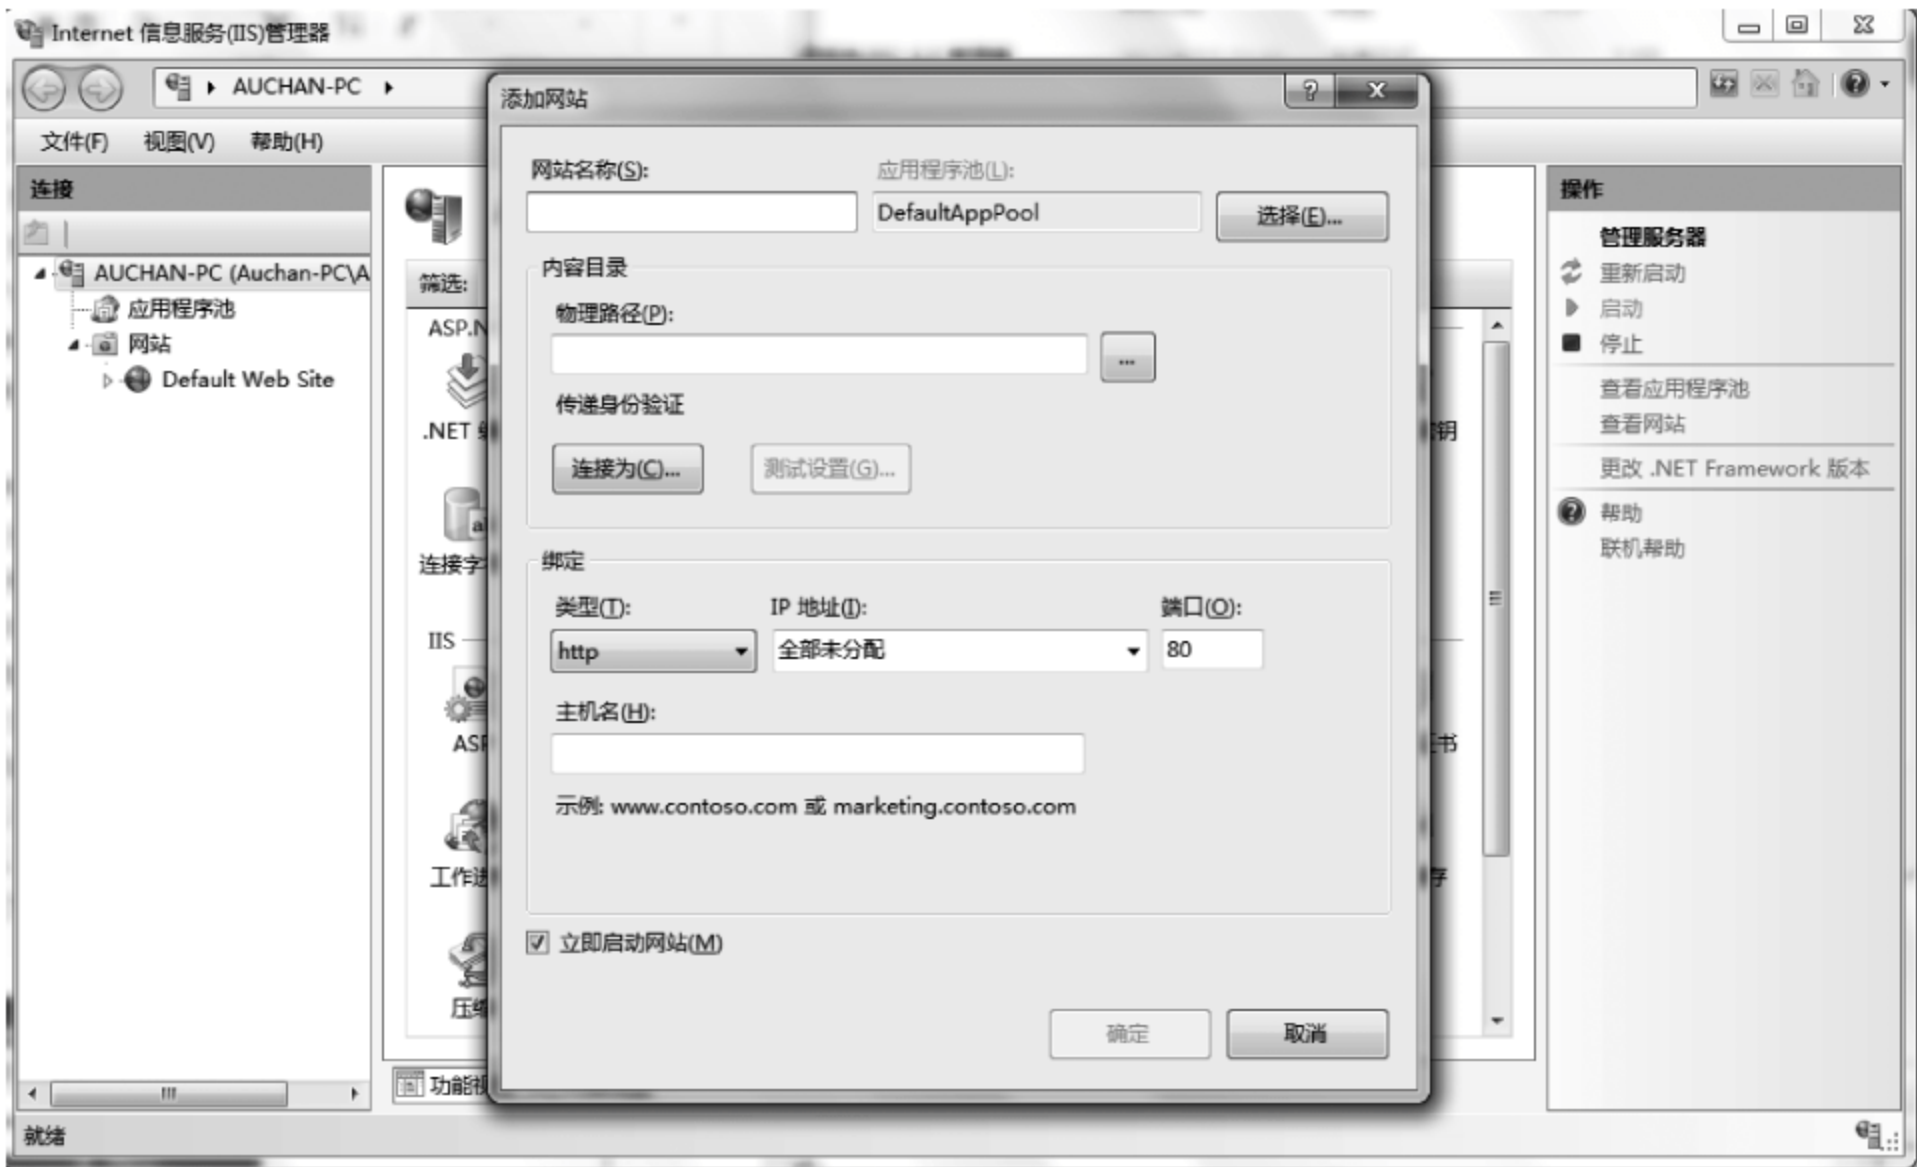 Internet 信息服务(IIS)管理器
AUCHAN-PC
文件(F) 视图(V) 帮助(H)
连接
AUCHAN-PC (Auchan-PC\A
应用程序池
网站
Default Web Site
筛选:
ASP.N
.NET
连接字
IIS
ASP
工作进
压缩
功能视
添加网站
网站名称(S):
应用程序池(L):
DefaultAppPool
选择(E)...
内容目录
物理路径(P):
...
传递身份验证
连接为(C)...
测试设置(G)...
绑定
类型(T):
IP 地址(I):
端口(O):
http
全部未分配
80
主机名(H):
示例: www.contoso.com 或 marketing.contoso.com
立即启动网站(M)
确定
取消
钥
证书
存
操作
管理服务器
重新启动
启动
停止
查看应用程序池
查看网站
更改 .NET Framework 版本
帮助
联机帮助
就绪